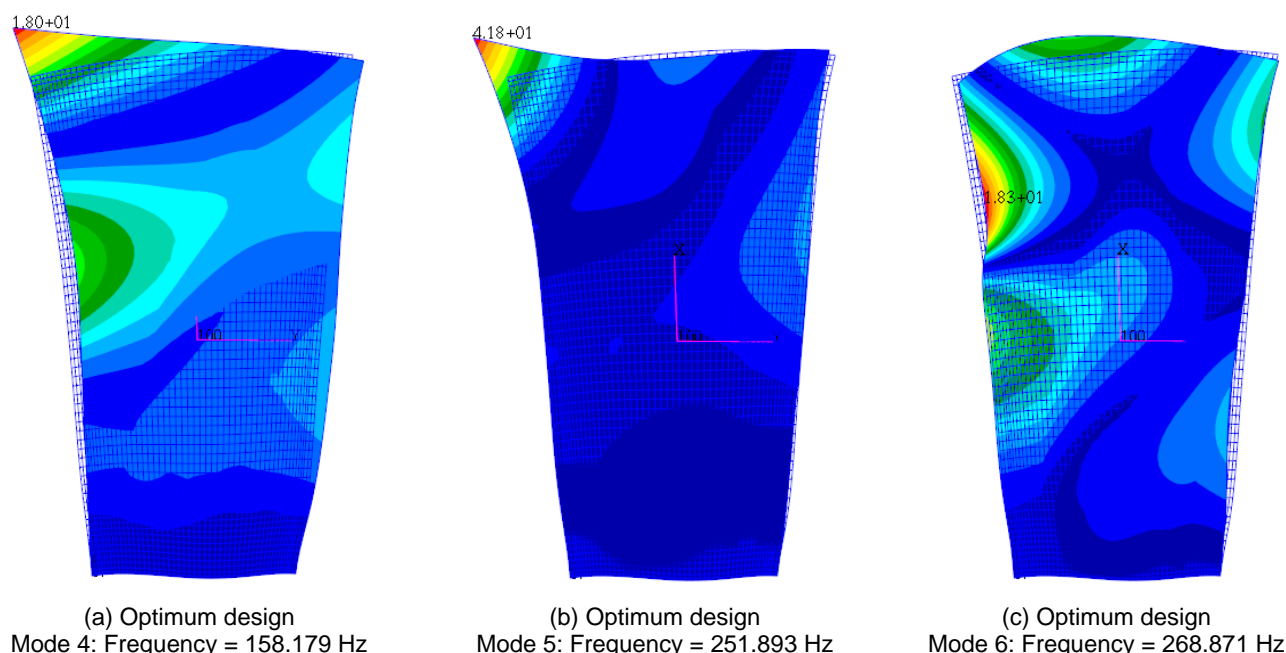 1.80+01
4.18+01
1.83+01
X
X
100
Y
100
100
(a) Optimum design
Mode 4: Frequency = 158.179 Hz
(b) Optimum design
Mode 5: Frequency = 251.893 Hz
(c) Optimum design
Mode 6: Frequency = 268.871 Hz